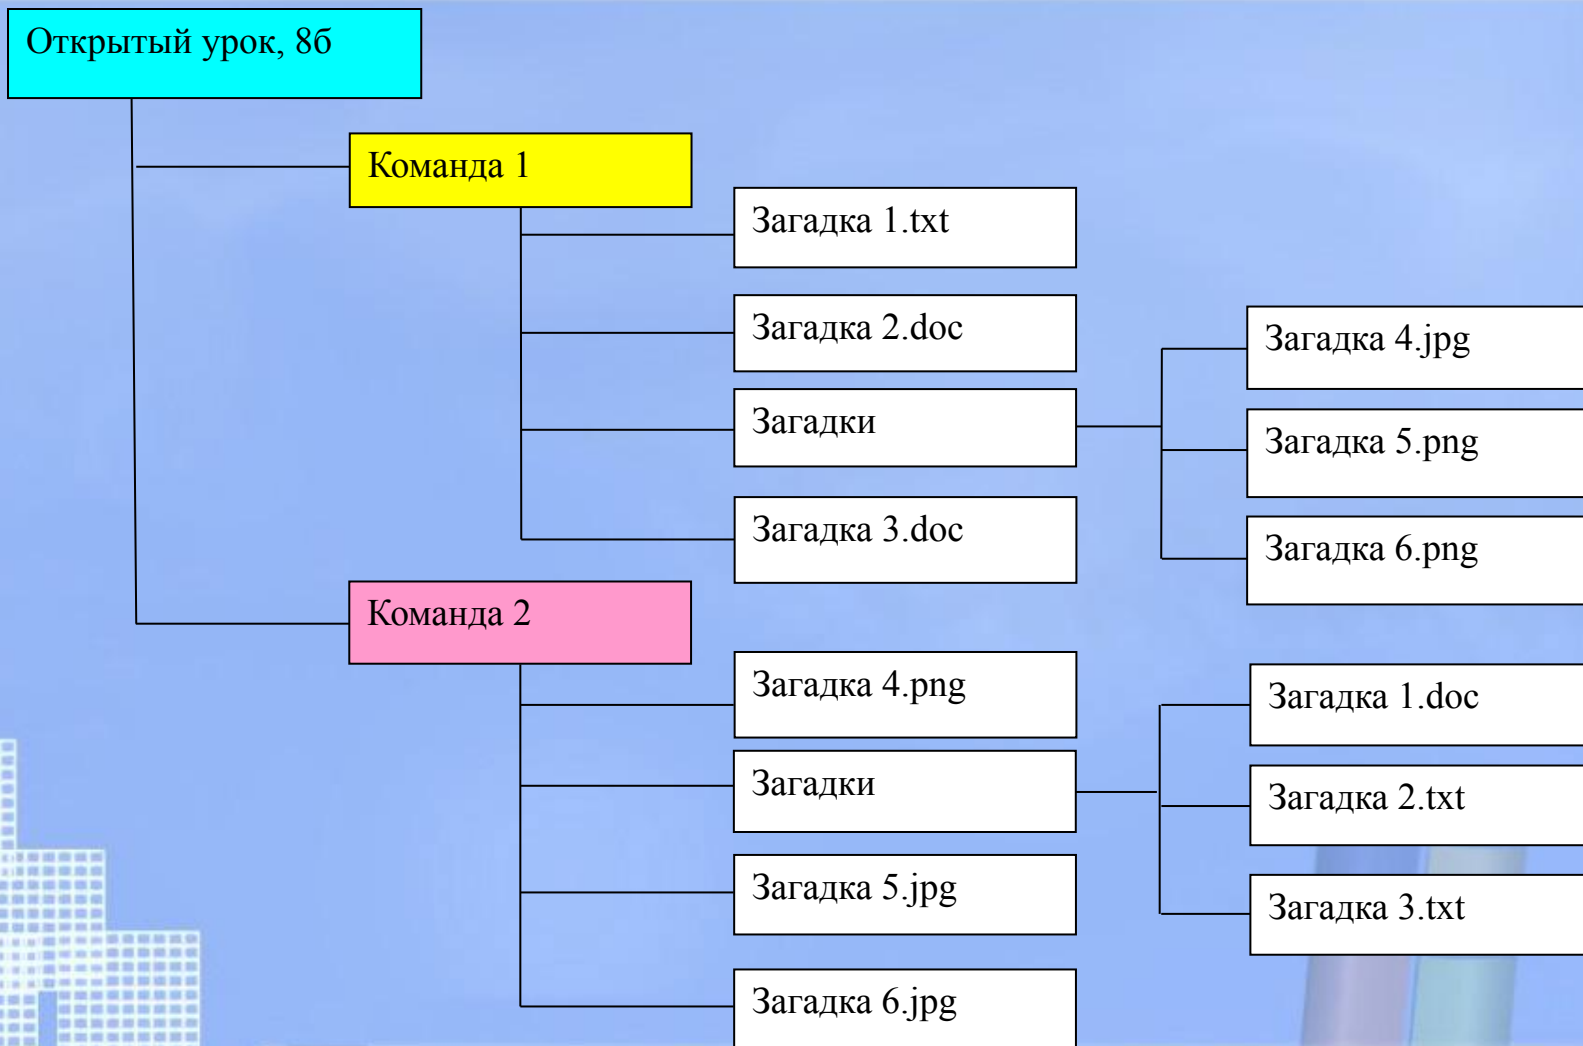 Открытый урок, 8б
Команда 1
Загадка 1.txt
Загадка 2.doc
Загадки
Загадка 3.doc
Загадка 4.jpg
Загадка 5.png
Загадка 6.png
Команда 2
Загадка 4.png
Загадки
Загадка 5.jpg
Загадка 6.jpg
Загадка 1.doc
Загадка 2.txt
Загадка 3.txt